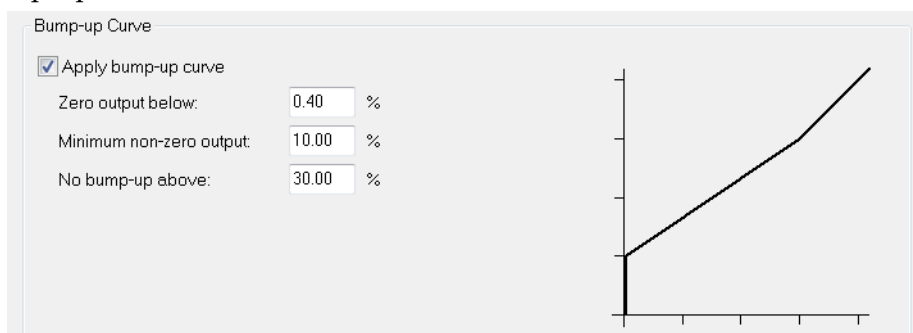 Bump-up Curve
Apply bump-up curve
Zero output below: 0.40 %
Minimum non-zero output: 10.00 %
No bump-up above: 30.00 %